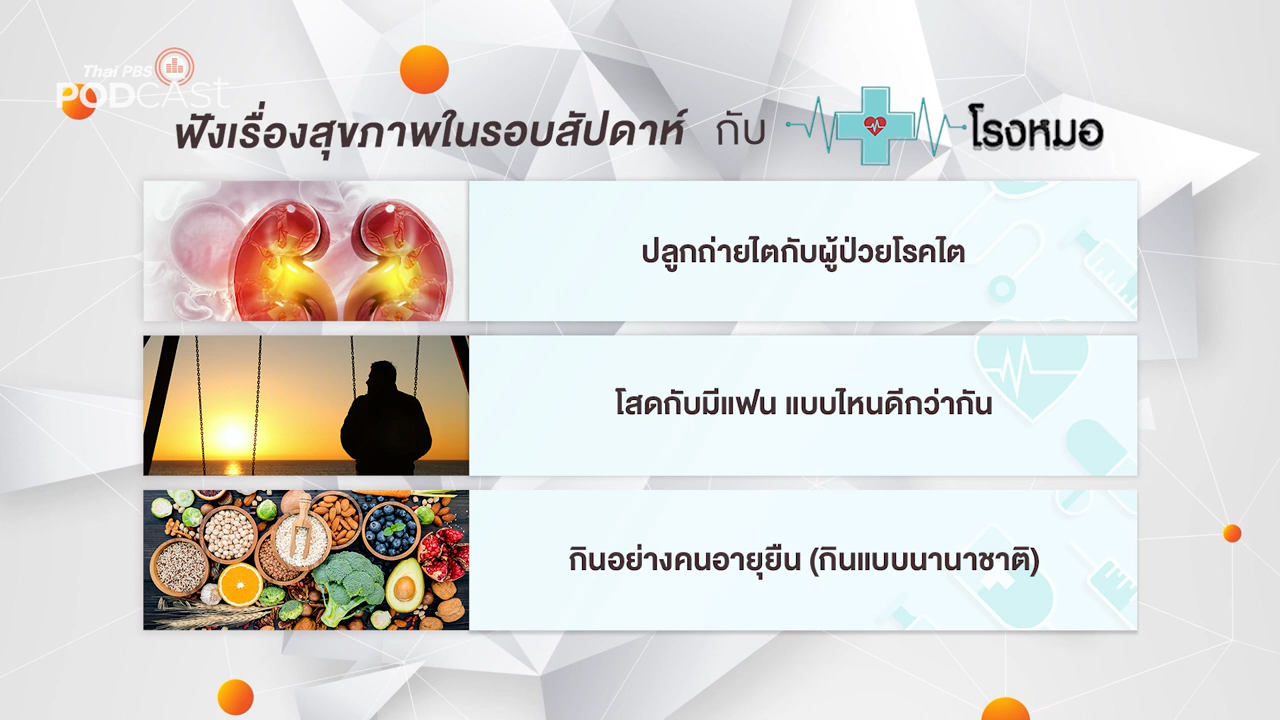 Thai PBS
PODCAST
ฟังเรื่องสุขภาพในรอบสัปดาห์ กับ โรงหมอ
ปลูกถ่ายไตกับผู้ป่วยโรคไต
โสดกับมีแฟน แบบไหนดีกว่ากัน
กินอย่างคนอายุยืน (กินแบบนานาชาติ)